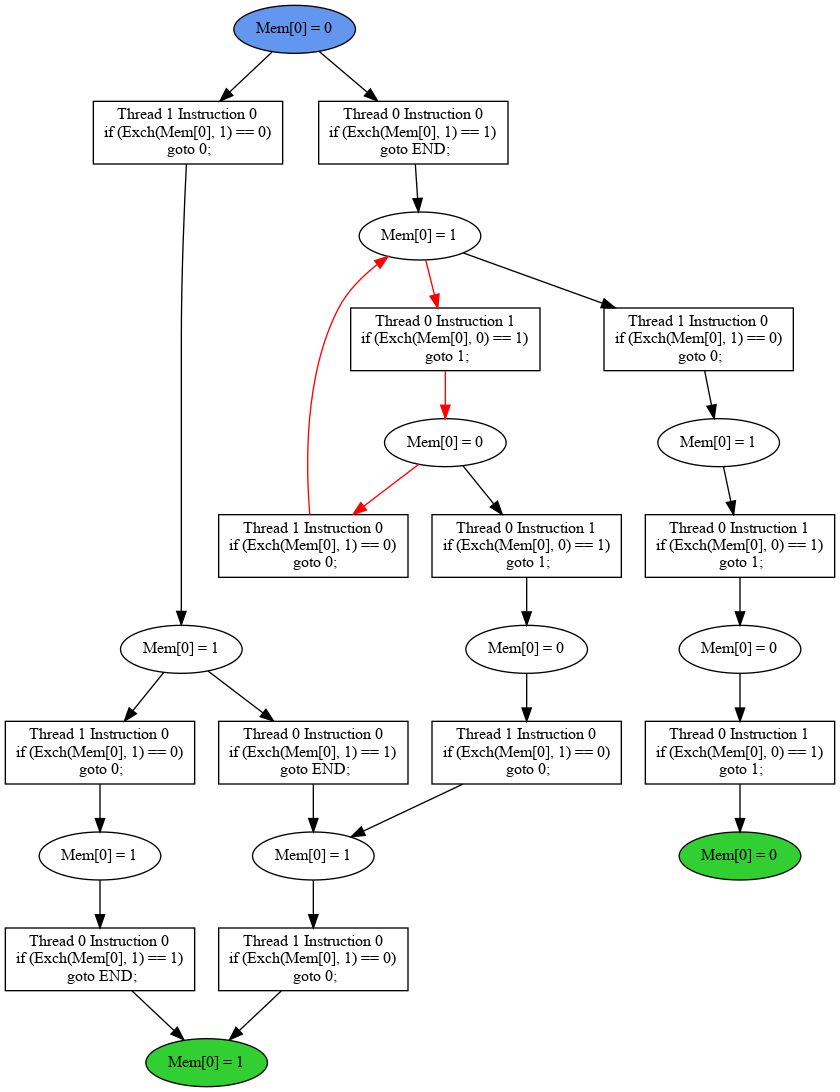 Mem[0] = 0
Thread 1 Instruction 0
if (Exch(Mem[0], 1) == 0)
goto 0;
Thread 0 Instruction 0
if (Exch(Mem[0], 1) == 1)
goto END;
Mem[0] = 1
Thread 0 Instruction 1
if (Exch(Mem[0], 0) == 1)
goto 1;
Thread 1 Instruction 0
if (Exch(Mem[0], 1) == 0)
goto 0;
Mem[0] = 0
Mem[0] = 1
Thread 1 Instruction 0
if (Exch(Mem[0], 1) == 0)
goto 0;
Thread 0 Instruction 1
if (Exch(Mem[0], 0) == 1)
goto 1;
Thread 0 Instruction 1
if (Exch(Mem[0], 0) == 1)
goto 1;
Mem[0] = 1
Mem[0] = 0
Mem[0] = 0
Thread 1 Instruction 0
if (Exch(Mem[0], 1) == 0)
goto 0;
Thread 0 Instruction 0
if (Exch(Mem[0], 1) == 1)
goto END;
Thread 1 Instruction 0
if (Exch(Mem[0], 1) == 0)
goto 0;
Thread 0 Instruction 1
if (Exch(Mem[0], 0) == 1)
goto 1;
Mem[0] = 1
Mem[0] = 1
Mem[0] = 0
Thread 0 Instruction 0
if (Exch(Mem[0], 1) == 1)
goto END;
Thread 1 Instruction 0
if (Exch(Mem[0], 1) == 0)
goto 0;
Mem[0] = 1